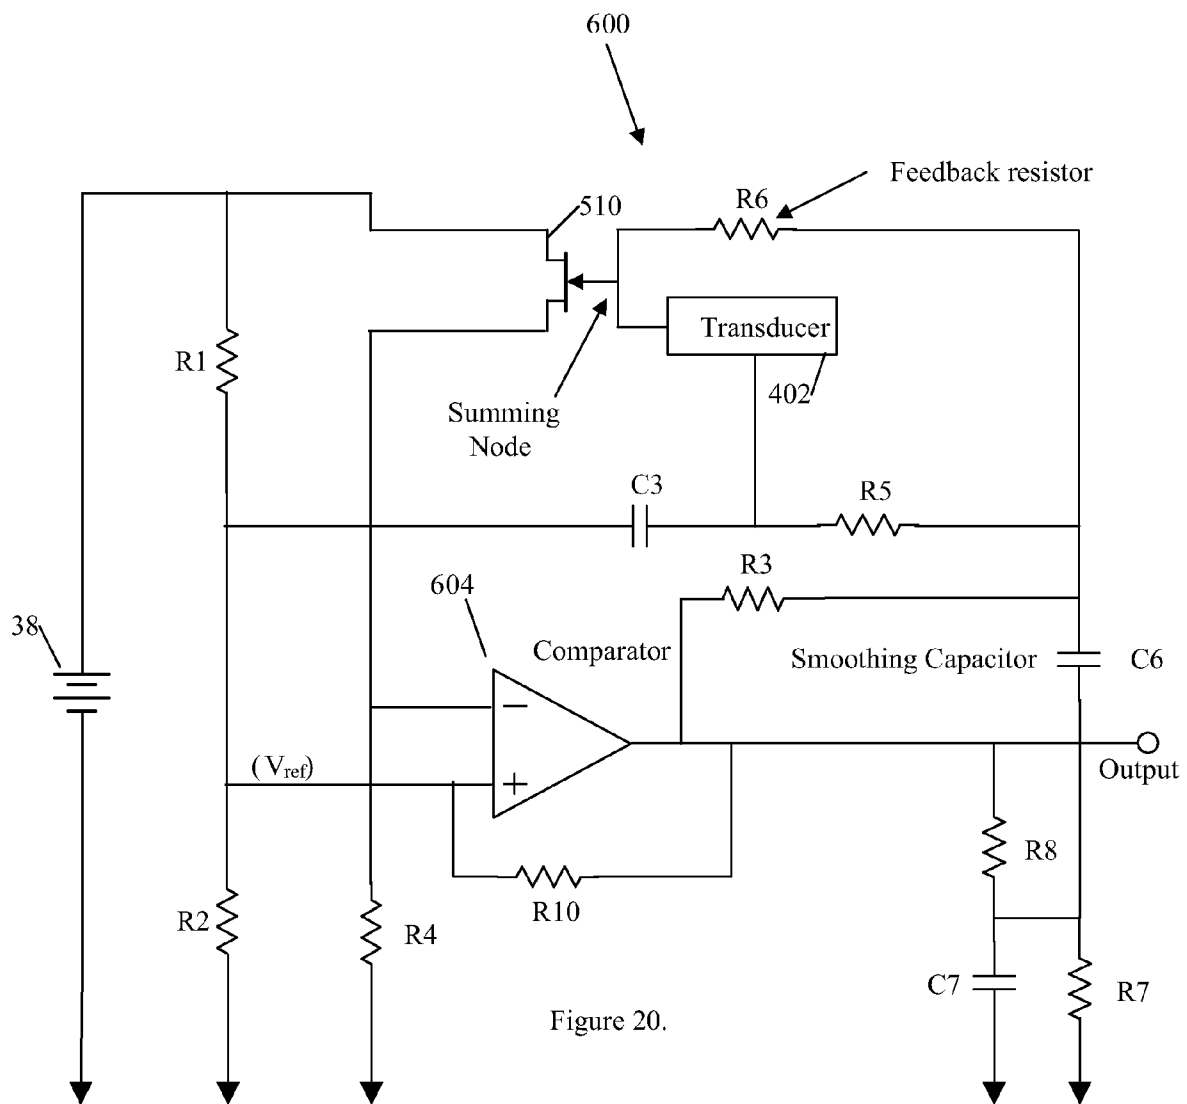 600
Feedback resistor
R6
510
Transducer
R1
402
Summing
Node
C3
R5
R3
604
38
Comparator
Smoothing Capacitor
C6
(Vref)
Output
R8
R10
R2
R4
C7
R7
Figure 20.